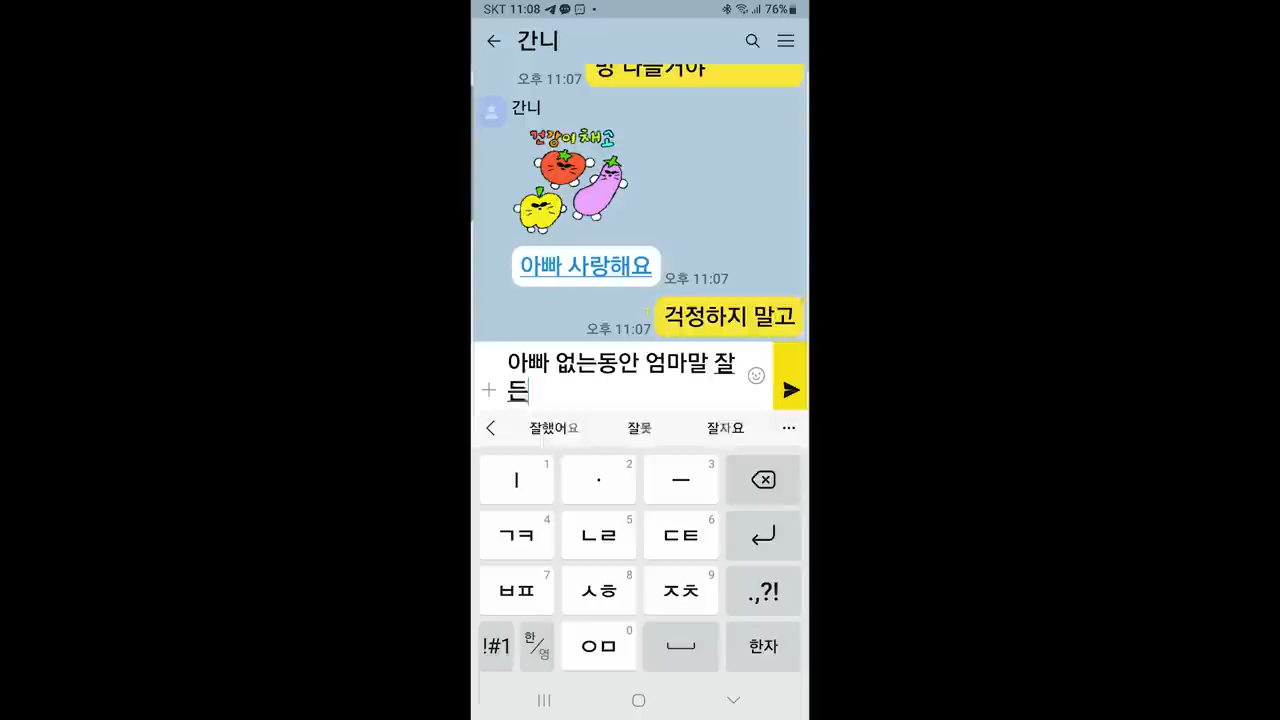 SKT 11:08 76%
간니
오후 11:07
간니
건강이 채고
아빠 사랑해요 오후 11:07
1
오후 11:07 걱정하지 말고
아빠 없는동안 엄마말 잘
든
잘했어요 잘못 잘자요 ···
ㅣ 1 · 2 ㅡ 3
ㄱㅋ 4 ㄴㄹ 5 ㄷㅌ 6
ㅂㅍ 7 ㅅㅎ 8 ㅈㅊ 9 .,?!
!#1 한/영 ㅇㅁ 0 한자